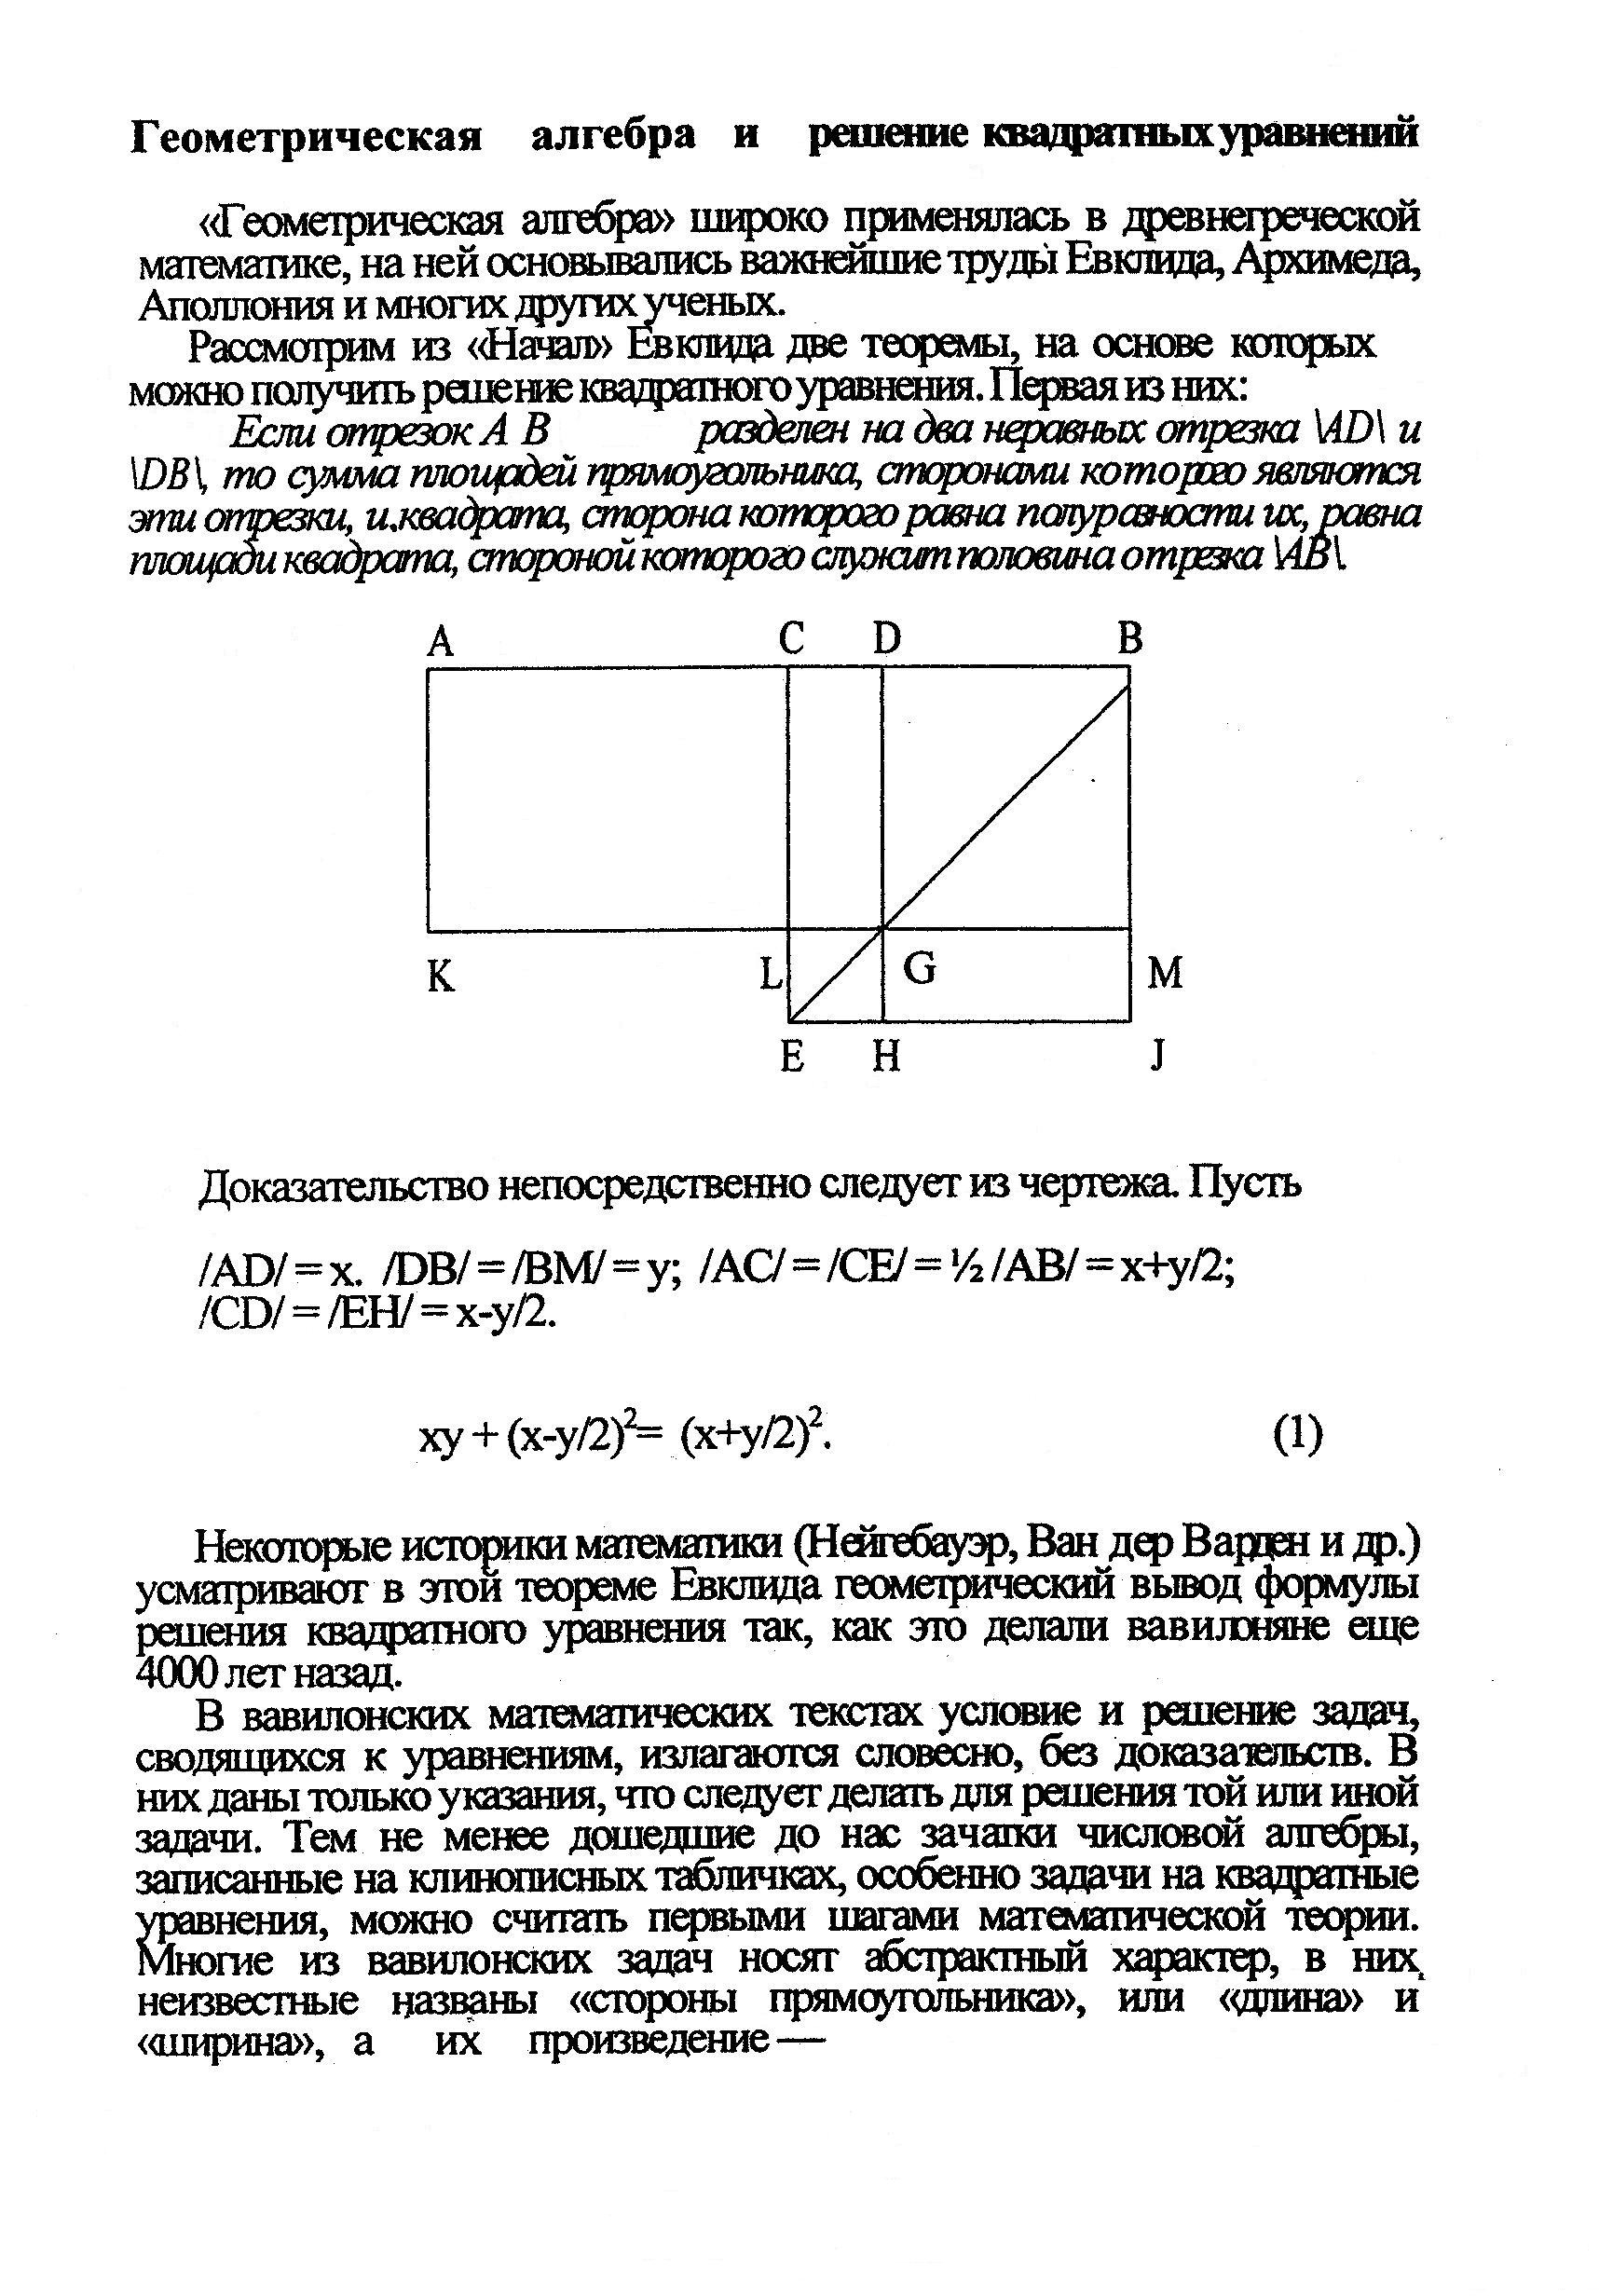 Геометрическая алгебра и решение квадратных уравнений
«Геометрическая алгебра» широко применялась в древнегреческой
математике, на ней основывались важнейшие труды Евклида, Архимеда,
Аполлония и многих других ученых.
Рассмотрим из «Начал» Евклида две теоремы, на основе которых
можно получить решение квадратного уравнения. Первая из них:
Если отрезок А В разделен на два неравных отрезка \AD\ и
\DB\, то сумма площадей прямоугольника, сторонами которого являются
эти отрезки, и.квадрата, сторона которого равна полуразности их, равна
площади квадрата, стороной которого служит половина отрезка \AB\.
A C D B
K L G M
E H J
Доказательство непосредственно следует из чертежа. Пусть
/AD/ = x. /DB/ = /BM/ = y; /AC/ = /CE/ = ½ /AB/ = x+y/2;
/CD/ = /EH/ = x-y/2.
xy + (x-y/2)²= (x+y/2)². (1)
Некоторые историки математики (Нейгебауэр, Ван дер Варден и др.)
усматривают в этой теореме Евклида геометрический вывод формулы
решения квадратного уравнения так, как это делали вавилоняне еще
4000 лет назад.
В вавилонских математических текстах условие и решение задач,
сводящихся к уравнениям, излагаются словесно, без доказательств. В
них даны только указания, что следует делать для решения той или иной
задачи. Тем не менее дошедшие до нас зачатки числовой алгебры,
записанные на клинописных табличках, особенно задачи на квадратные
уравнения, можно считать первыми шагами математической теории.
Многие из вавилонских задач носят абстрактный характер, в них
неизвестные названы «стороны прямоугольника», или «длина» и
«ширина», а их произведение —